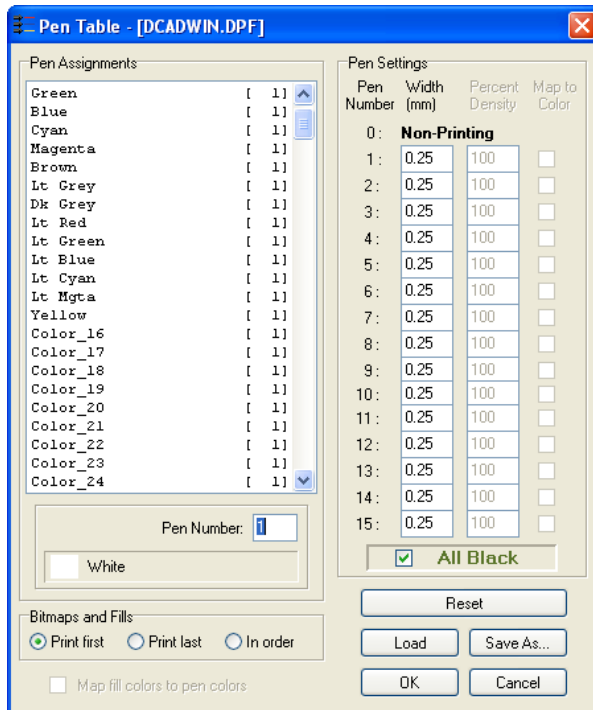 Pen Table - [DCADWIN.DPF]
Pen Assignments
Green [ 1]
Blue [ 1]
Cyan [ 1]
Magenta [ 1]
Brown [ 1]
Lt Grey [ 1]
Dk Grey [ 1]
Lt Red [ 1]
Lt Green [ 1]
Lt Blue [ 1]
Lt Cyan [ 1]
Lt Mgta [ 1]
Yellow [ 1]
Color_16 [ 1]
Color_17 [ 1]
Color_18 [ 1]
Color_19 [ 1]
Color_20 [ 1]
Color_21 [ 1]
Color_22 [ 1]
Color_23 [ 1]
Color_24 [ 1]
Pen Number: 1
White
Bitmaps and Fills
Print first Print last In order
Map fill colors to pen colors
Pen Settings
Pen Width Percent Map to
Number (mm) Density Color
0: Non-Printing
1: 0.25 100
2: 0.25 100
3: 0.25 100
4: 0.25 100
5: 0.25 100
6: 0.25 100
7: 0.25 100
8: 0.25 100
9: 0.25 100
10: 0.25 100
11: 0.25 100
12: 0.25 100
13: 0.25 100
14: 0.25 100
15: 0.25 100
All Black
Reset
Load Save As...
OK Cancel